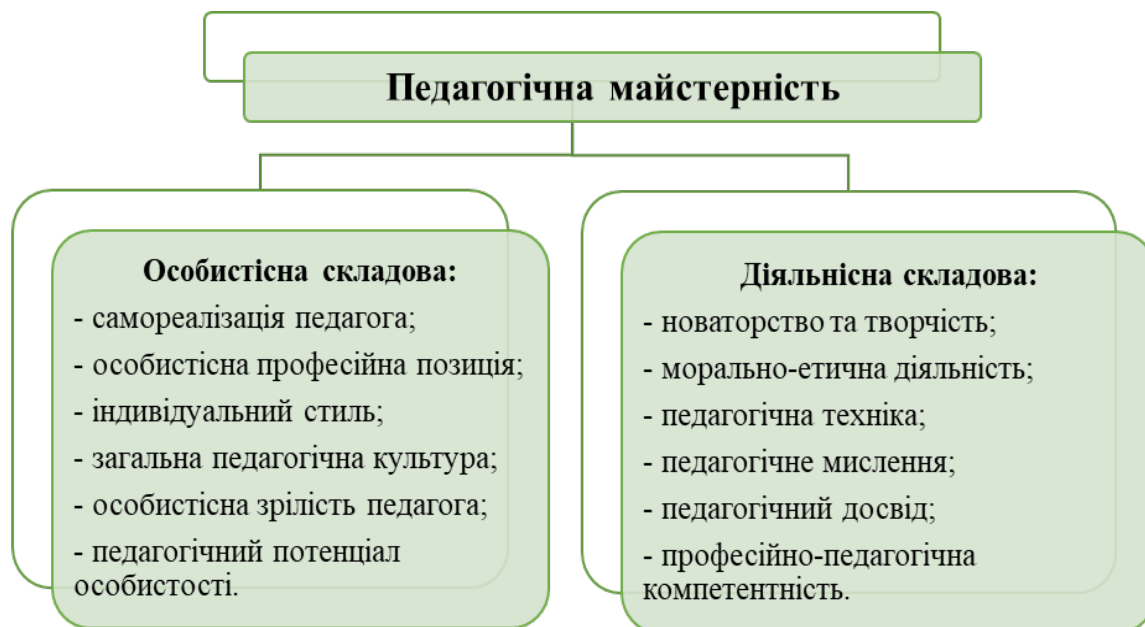 Педагогічна майстерність
Особистісна складова:
- самореалізація педагога;
- особистісна професійна позиція;
- індивідуальний стиль;
- загальна педагогічна культура;
- особистісна зрілість педагога;
- педагогічний потенціал
особистості.
Діяльнісна складова:
- новаторство та творчість;
- морально-етична діяльність;
- педагогічна техніка;
- педагогічне мислення;
- педагогічний досвід;
- професійно-педагогічна
компетентність.